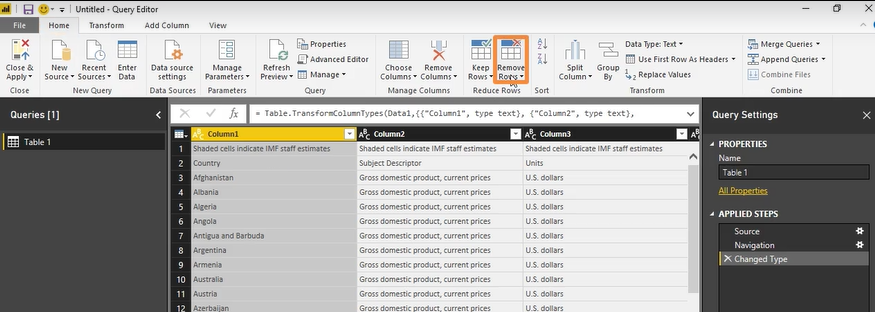 Untitled - Query Editor
File Home Transform Add Column View
Close & Apply
New Source
Recent Sources
Enter Data
Data source settings
Manage Parameters
Refresh Preview
Properties
Advanced Editor
Manage
Choose Columns
Remove Columns
Keep Rows
Remove Rows
Split Column
Group By
Data Type: Text
Use First Row As Headers
Replace Values
Merge Queries
Append Queries
Combine Files
Close
New Query
Data Sources
Parameters
Query
Manage Columns
Reduce Rows
Sort
Transform
Combine
Queries [1]
Table 1
= Table.TransformColumnTypes(Data1,{{"Column1", type text}, {"Column2", type text},
Column1 Column2 Column3
1 Shaded cells indicate IMF staff estimates Shaded cells indicate IMF staff estimates Shaded cells indicate IMF staff estimates
2 Country Subject Descriptor Units
3 Afghanistan Gross domestic product, current prices U.S. dollars
4 Albania Gross domestic product, current prices U.S. dollars
5 Algeria Gross domestic product, current prices U.S. dollars
6 Angola Gross domestic product, current prices U.S. dollars
7 Antigua and Barbuda Gross domestic product, current prices U.S. dollars
8 Argentina Gross domestic product, current prices U.S. dollars
9 Armenia Gross domestic product, current prices U.S. dollars
10 Australia Gross domestic product, current prices U.S. dollars
11 Austria Gross domestic product, current prices U.S. dollars
12 Azerbaijan Gross domestic product, current prices U.S. dollars
Query Settings
PROPERTIES
Name
Table 1
All Properties
APPLIED STEPS
Source
Navigation
Changed Type